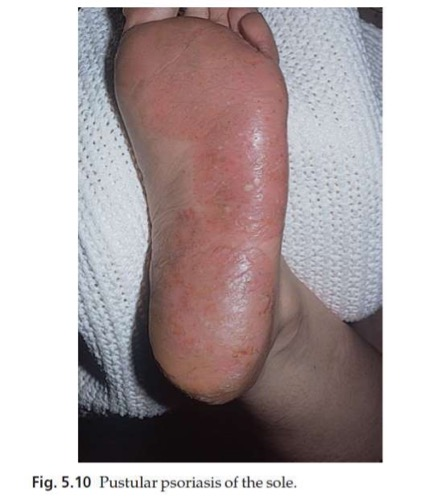 Fig. 5.10 Pustular psoriasis of the sole.